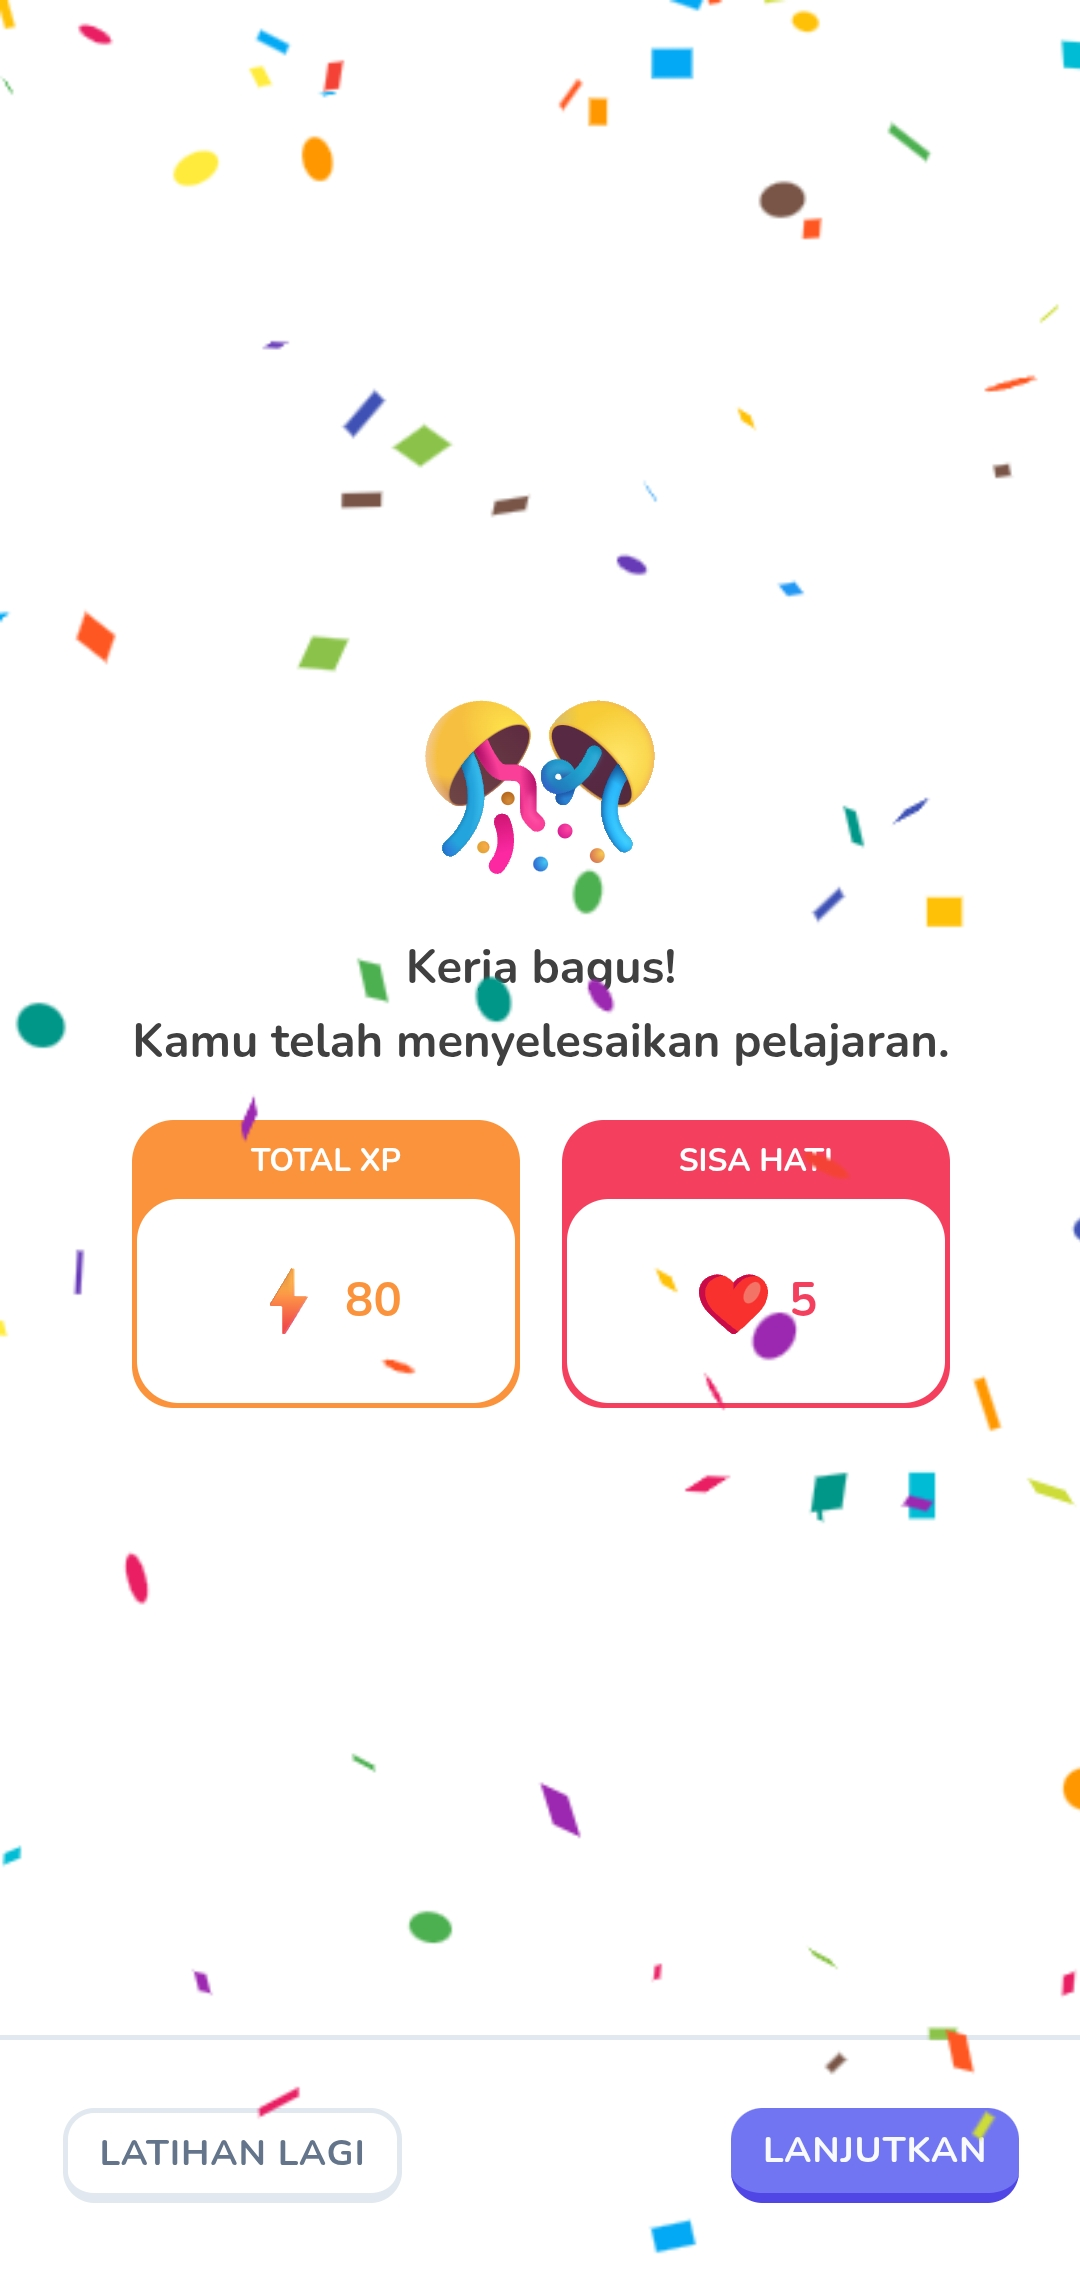 Kerja bagus!
Kamu telah menyelesaikan pelajaran.
TOTAL XP
SISA HATI
80
5
LATIHAN LAGI
LANJUTKAN